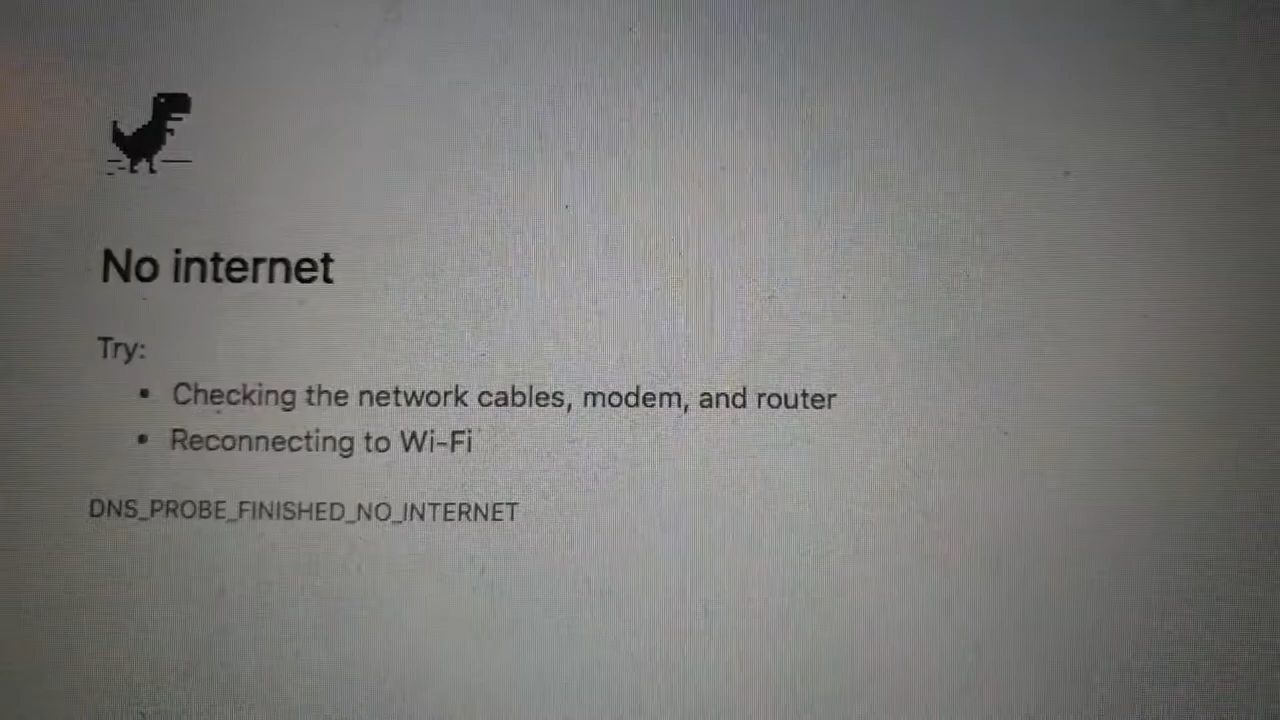 No internet
Try:
• Checking the network cables, modem, and router
• Reconnecting to Wi-Fi
DNS_PROBE_FINISHED_NO_INTERNET